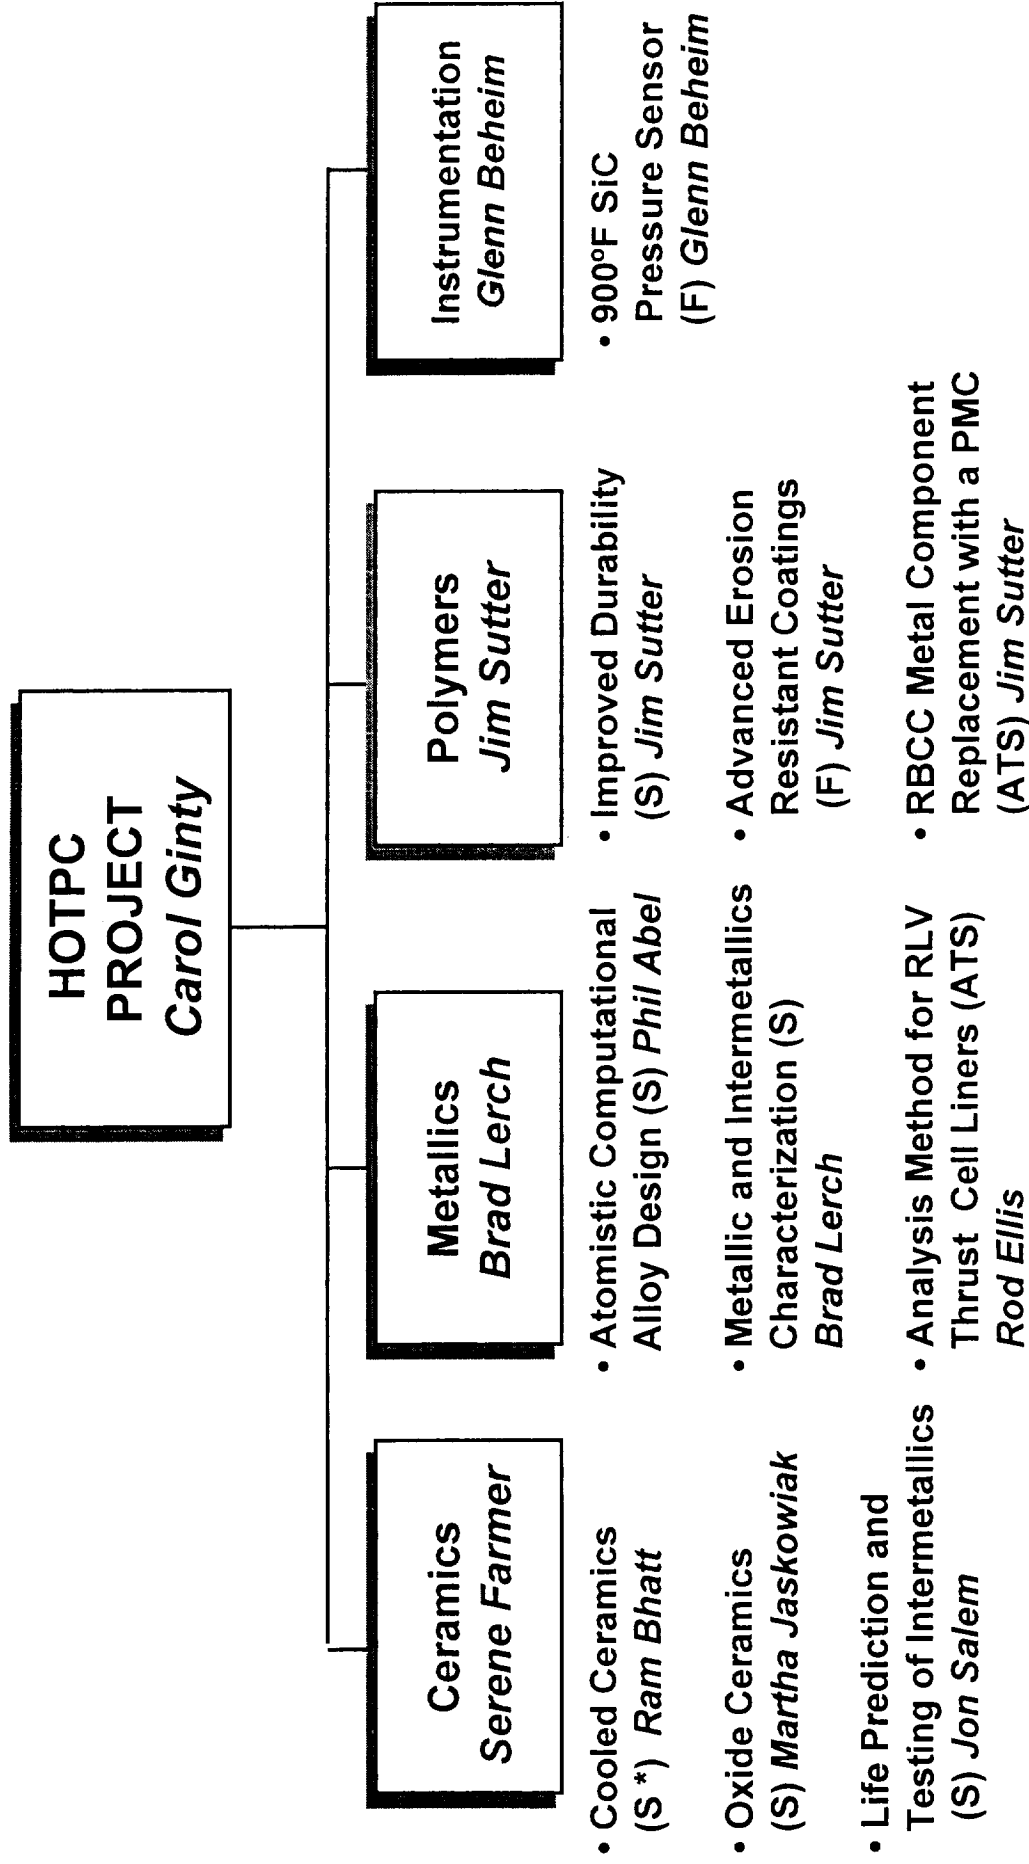 HOTPC
PROJECT
Carol Ginty
Ceramics
Serene Farmer
• Cooled Ceramics
(S *) Ram Bhatt
• Oxide Ceramics
(S) Martha Jaskowiak
• Life Prediction and
Testing of Intermetallics
(S) Jon Salem
Metallics
Brad Lerch
• Atomistic Computational
Alloy Design (S) Phil Abel
• Metallic and Intermetallics
Characterization (S)
Brad Lerch
• Analysis Method for RLV
Thrust Cell Liners (ATS)
Rod Ellis
Polymers
Jim Sutter
• Improved Durability
(S) Jim Sutter
• Advanced Erosion
Resistant Coatings
(F) Jim Sutter
• RBCC Metal Component
Replacement with a PMC
(ATS) Jim Sutter
Instrumentation
Glenn Beheim
• 900ºF SiC
Pressure Sensor
(F) Glenn Beheim